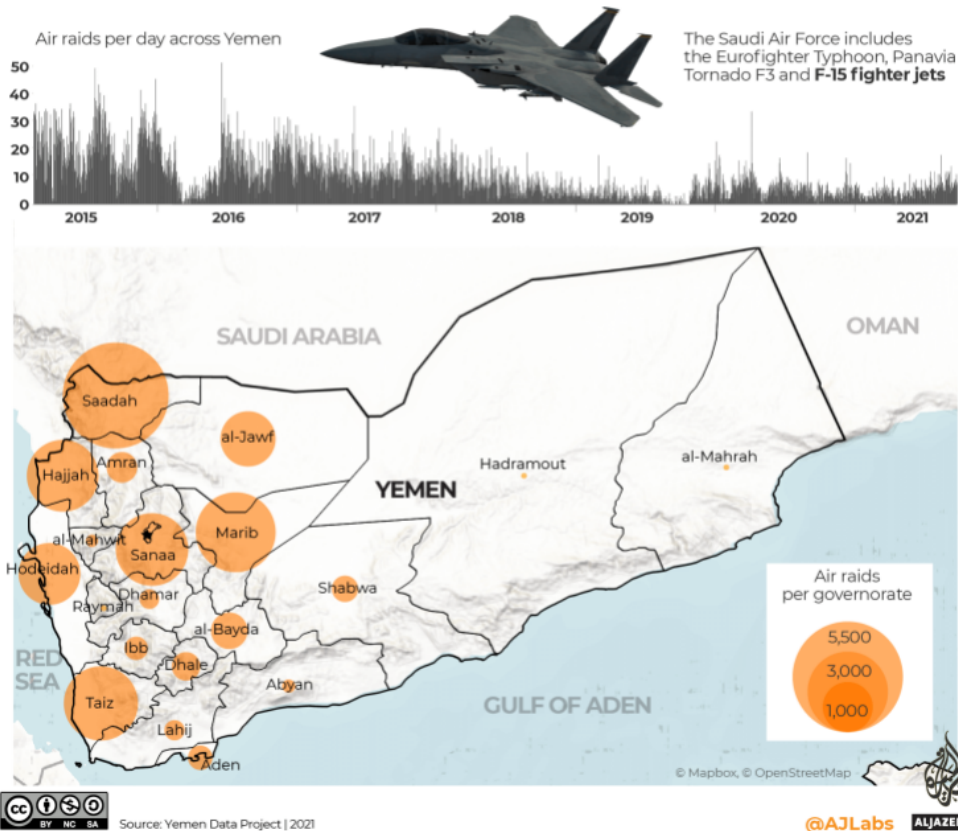 Air raids per day across Yemen
The Saudi Air Force includes
the Eurofighter Typhoon, Panavia
Tornado F3 and F-15 fighter jets
50
40
30
20
10
0
2015 2016 2017 2018 2019 2020 2021
SAUDI ARABIA
OMAN
Saadah
al-Jawf
Hajjah
Amran
Hadramout
al-Mahrah
YEMEN
Marib
al-Mahwit
Sanaa
Hodeidah
Dhamar
Raymah
Shabwa
al-Bayda
Ibb
Dhale
RED
SEA
Taiz
Abyan
Lahij
Aden
GULF OF ADEN
Air raids
per governorate
5,500
3,000
1,000
© Mapbox, © OpenStreetMap
cc
BY NC SA
Source: Yemen Data Project | 2021
@AJLabs